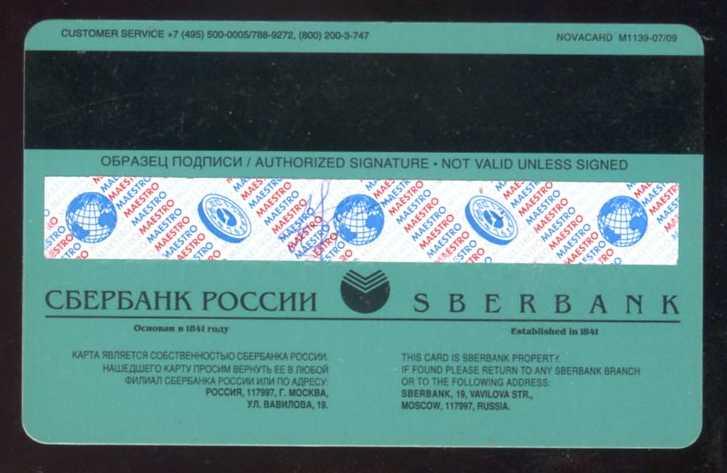 CUSTOMER SERVICE +7 (495) 500-0005/788-9272, (800) 200-3-747
NOVACARD M1139-07/09
ОБРАЗЕЦ ПОДПИСИ / AUTHORIZED SIGNATURE • NOT VALID UNLESS SIGNED
MAESTRO MAESTRO MAESTRO MAESTRO
СБЕРБАНК РОССИИ
Основан в 1841 году
SBERBANK
Established in 1841
КАРТА ЯВЛЯЕТСЯ СОБСТВЕННОСТЬЮ СБЕРБАНКА РОССИИ.
НАШЕДШЕГО КАРТУ ПРОСИМ ВЕРНУТЬ ЕЕ В ЛЮБОЙ
ФИЛИАЛ СБЕРБАНКА РОССИИ ИЛИ ПО АДРЕСУ:
РОССИЯ, 117997, Г. МОСКВА,
УЛ. ВАВИЛОВА, 19.
THIS CARD IS SBERBANK PROPERTY.
IF FOUND PLEASE RETURN TO ANY SBERBANK BRANCH
OR TO THE FOLLOWING ADDRESS:
SBERBANK, 19, VAVILOVA STR.,
MOSCOW, 117997, RUSSIA.